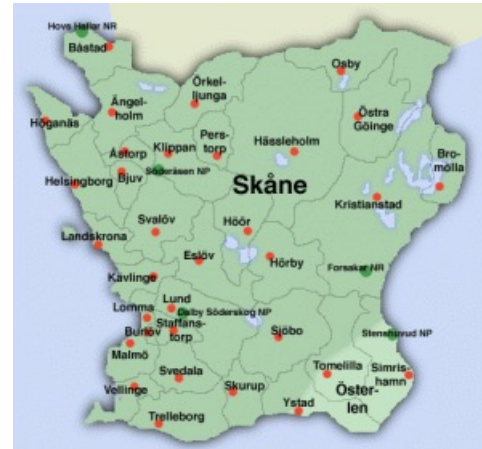 Hovs Hallar NR
Båstad
Osby
Örkel-
ljunga
Ängel-
holm
Höganäs
Östra
Göinge
Pers-
torp
Klippan
Åstorp
Hässleholm
Bro-
mölla
Bjuv
Söderåsen NP
Helsingborg
Skåne
Kristianstad
Svalöv
Höör
Landskrona
Eslöv
Hörby
Forsakar NR
Kävlinge
Lund
Lomma
Dalby Söderskog NP
Staffans-
torp
Burlöv
Sjöbo
Stenshuvud NP
Malmö
Svedala
Tomelilla
Simris-
hamn
Vellinge
Skurup
Öster-
len
Ystad
Trelleborg